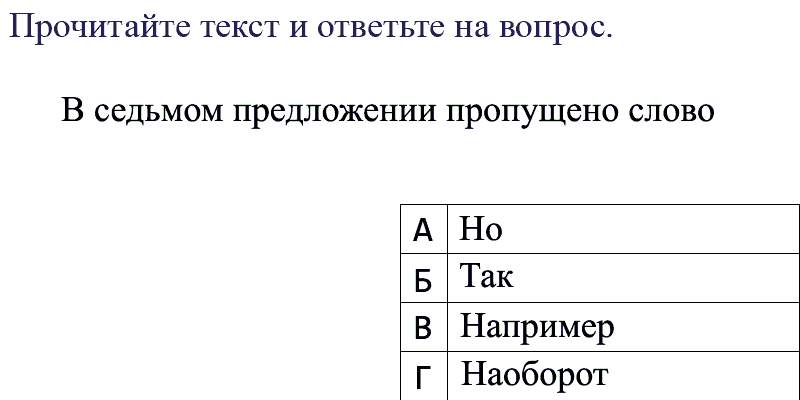 Прочитайте текст и ответьте на вопрос.
В седьмом предложении пропущено слово
А Но
Б Так
В Например
Г Наоборот